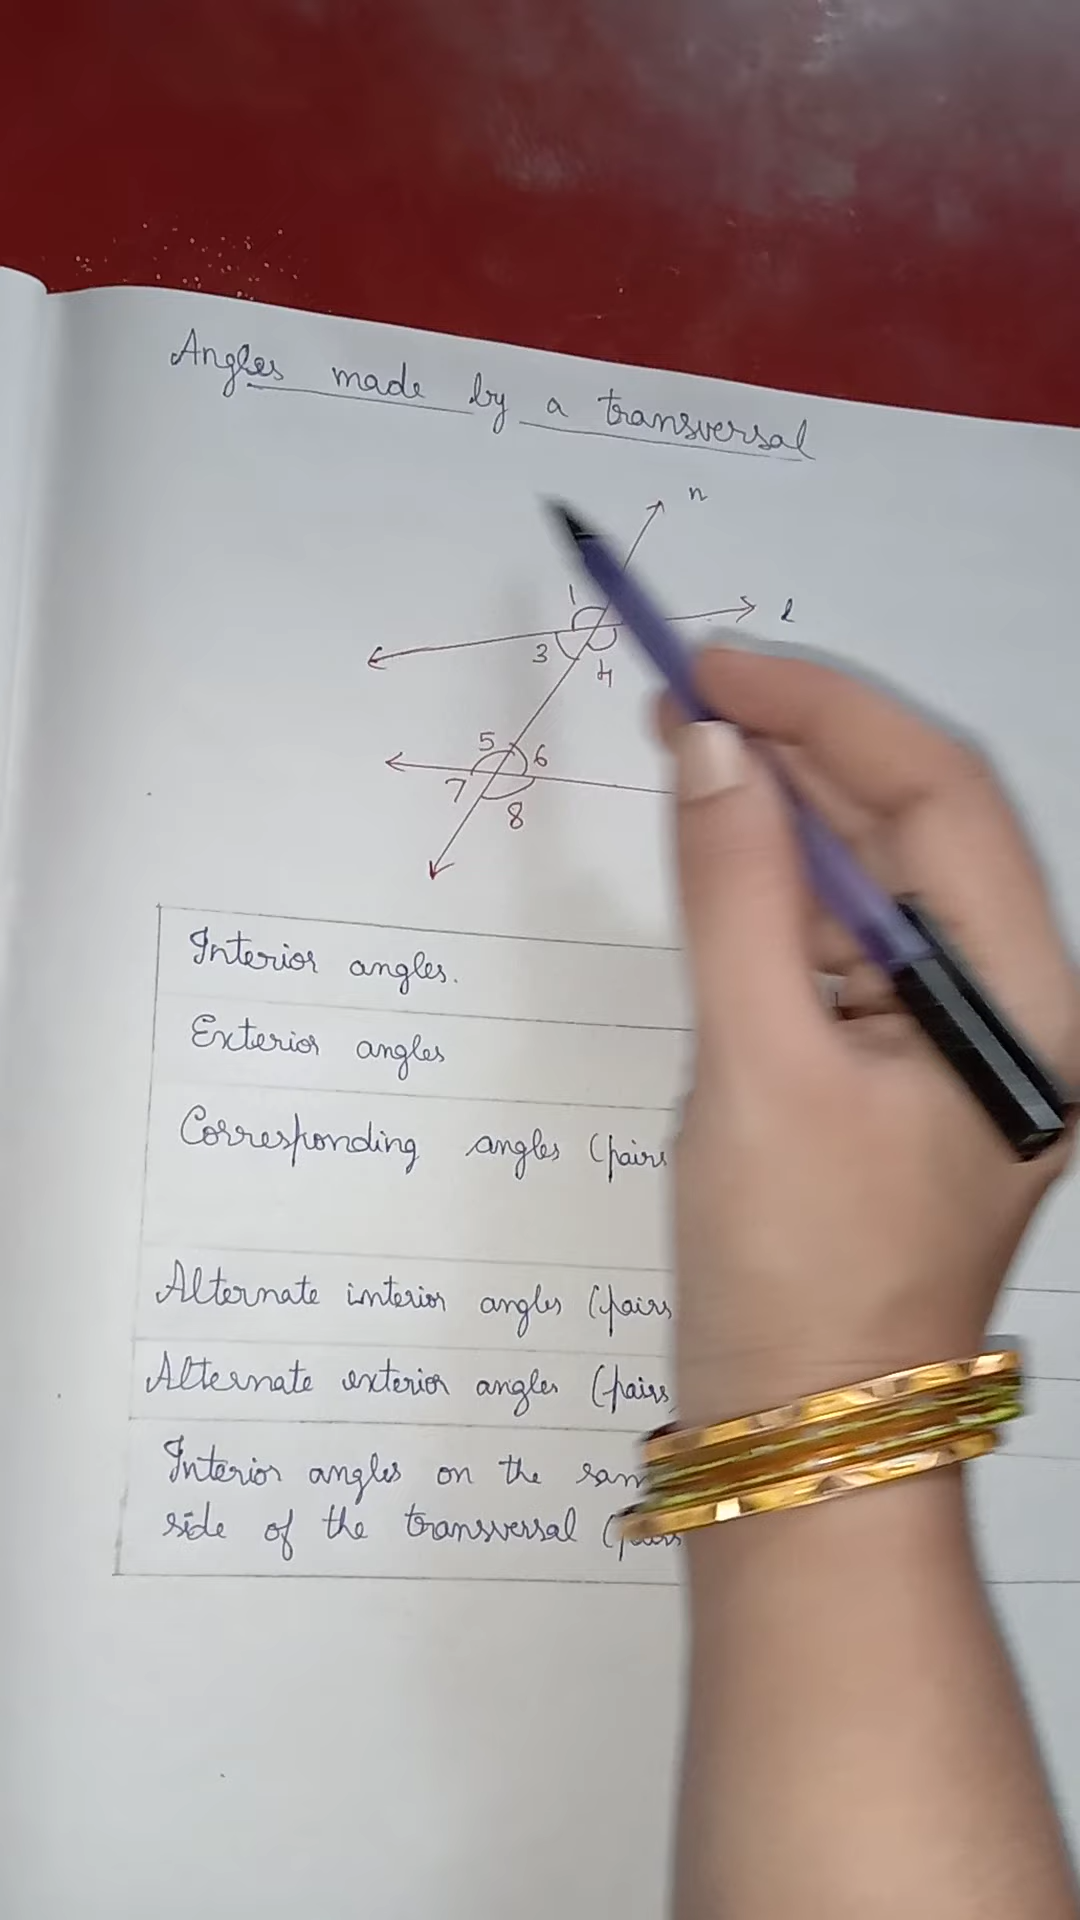 Angles made by a transversal
n
1
l
3
4
5
6
7
8
Interior angles.
Exterior angles
Corresponding angles (pairs
Alternate interior angles (pairs
Alternate exterior angles (pairs
Interior angles on the
side of the transversal